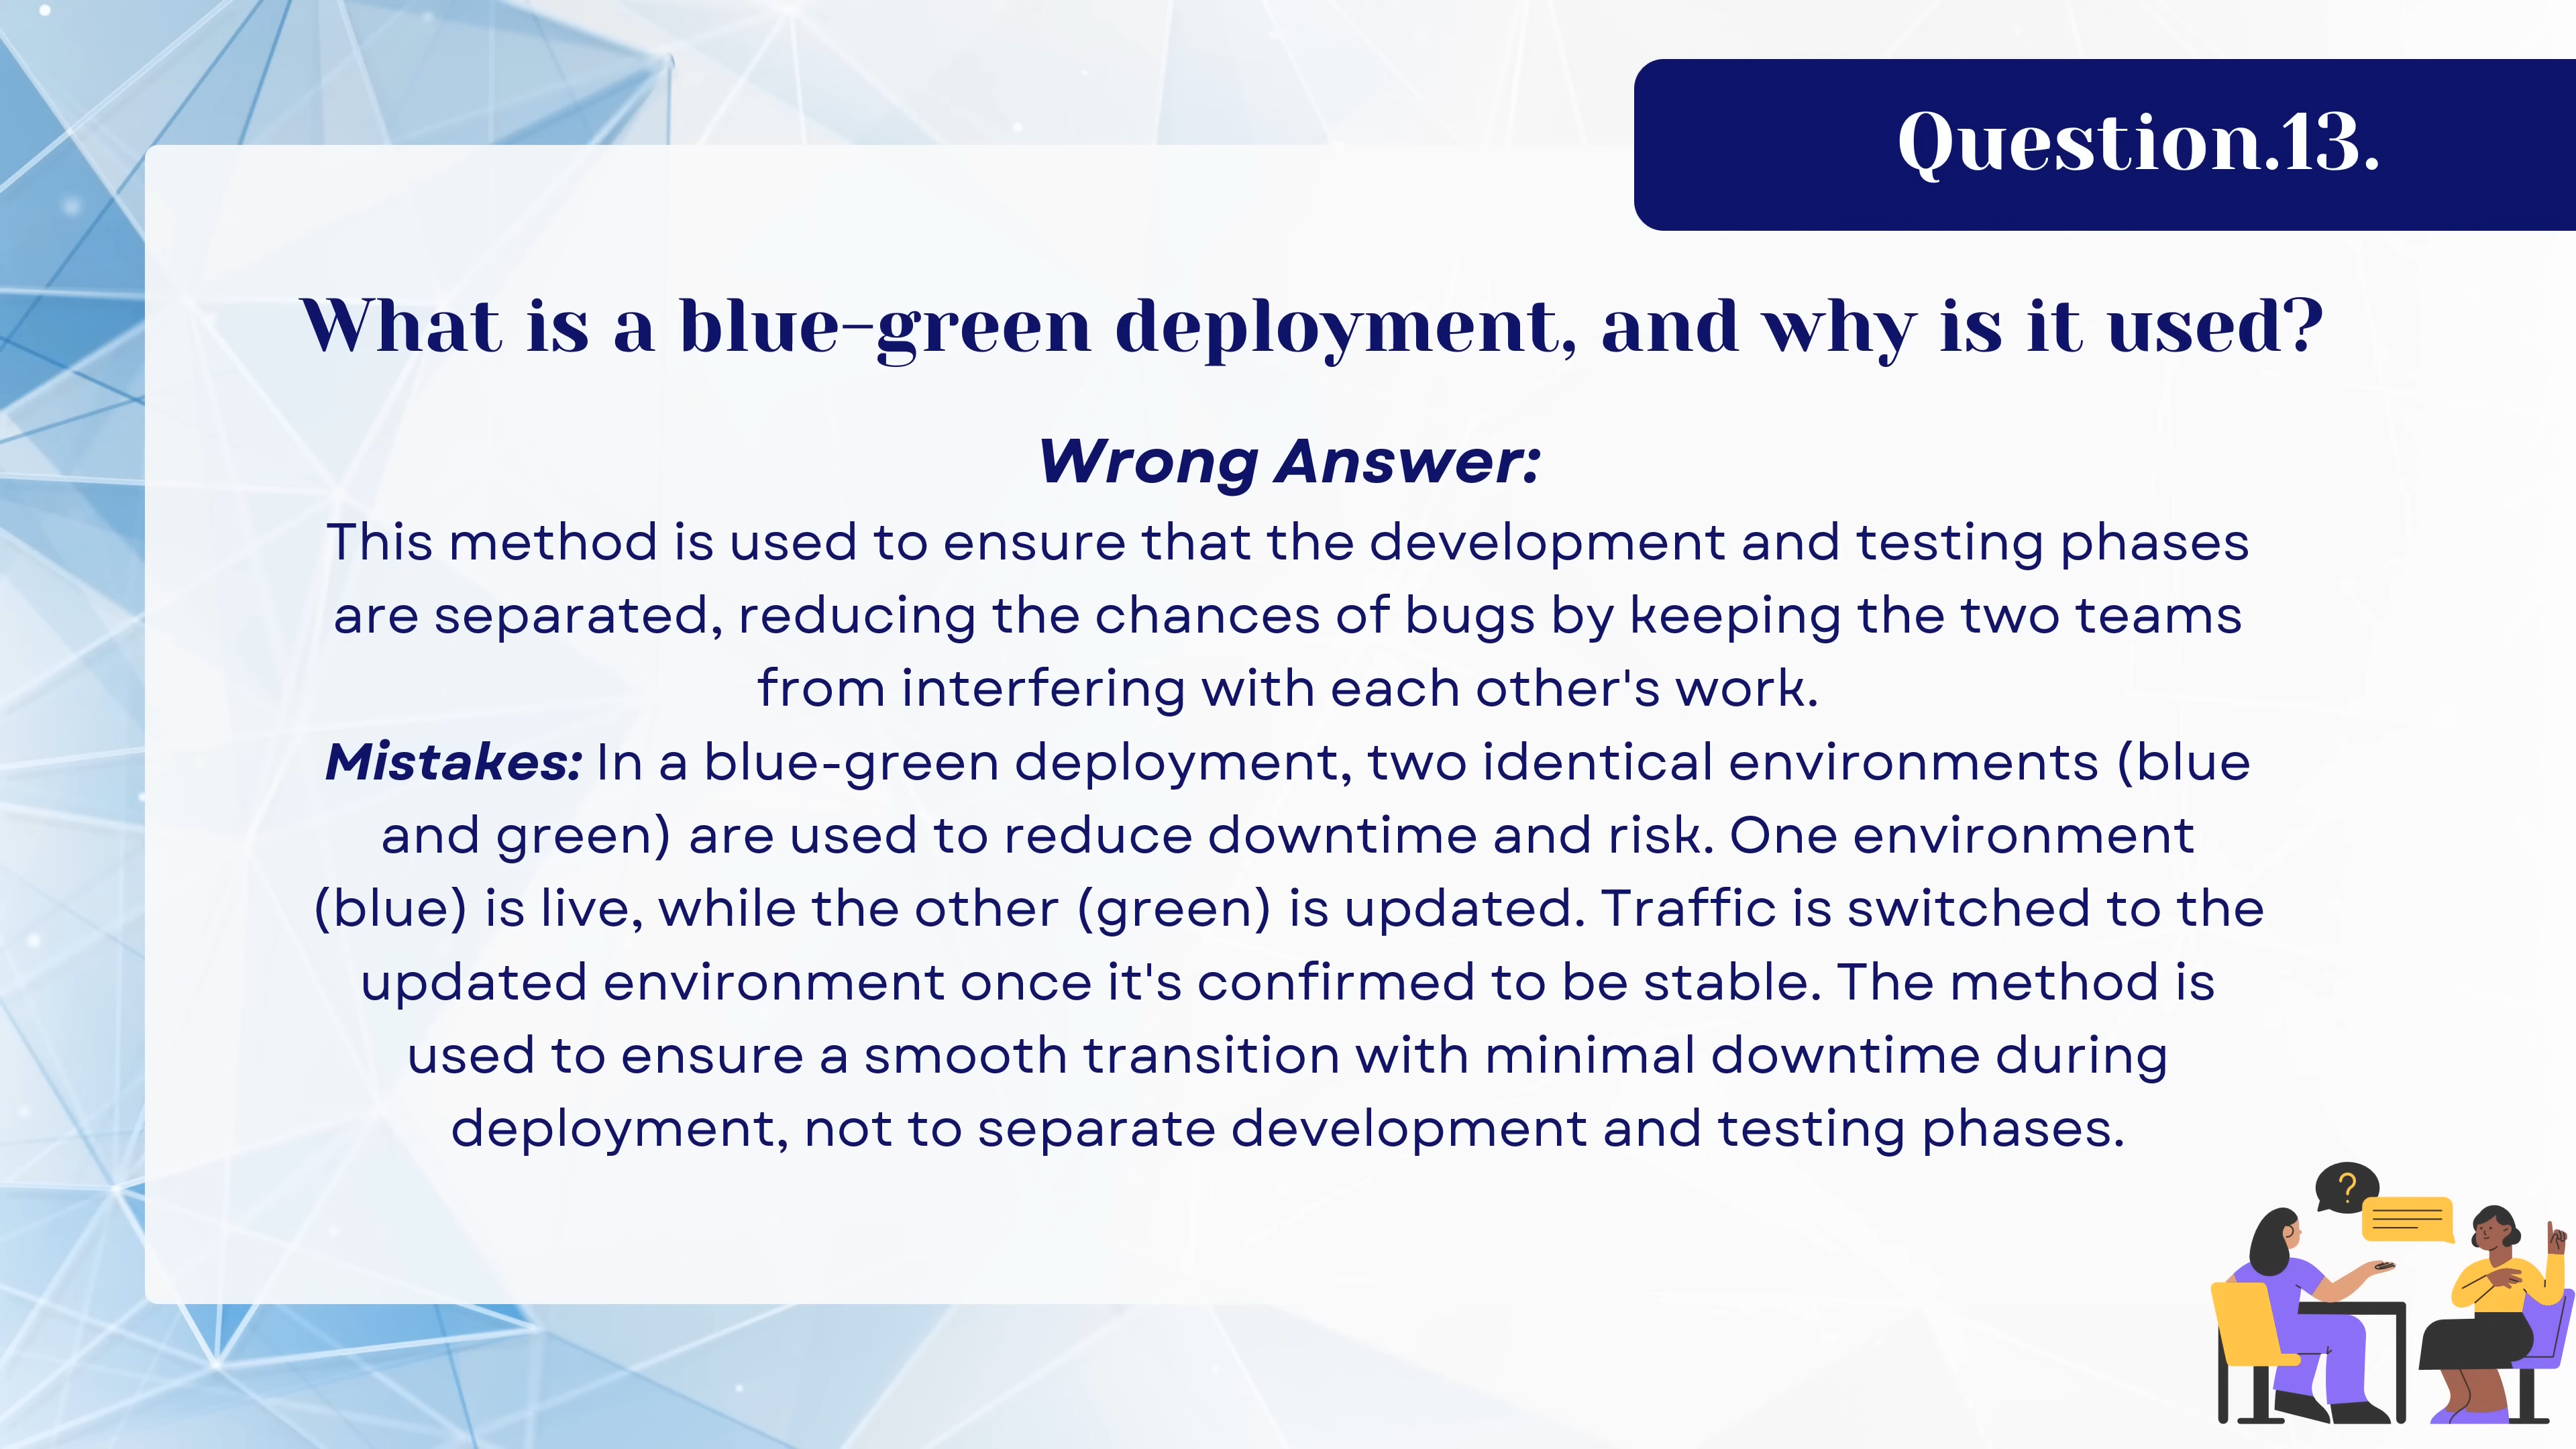 Question.13.
What is a blue-green deployment, and why is it used?
Wrong Answer:
This method is used to ensure that the development and testing phases
are separated, reducing the chances of bugs by keeping the two teams
from interfering with each other's work.
Mistakes: In a blue-green deployment, two identical environments (blue
and green) are used to reduce downtime and risk. One environment
(blue) is live, while the other (green) is updated. Traffic is switched to the
updated environment once it's confirmed to be stable. The method is
used to ensure a smooth transition with minimal downtime during
deployment, not to separate development and testing phases.
?